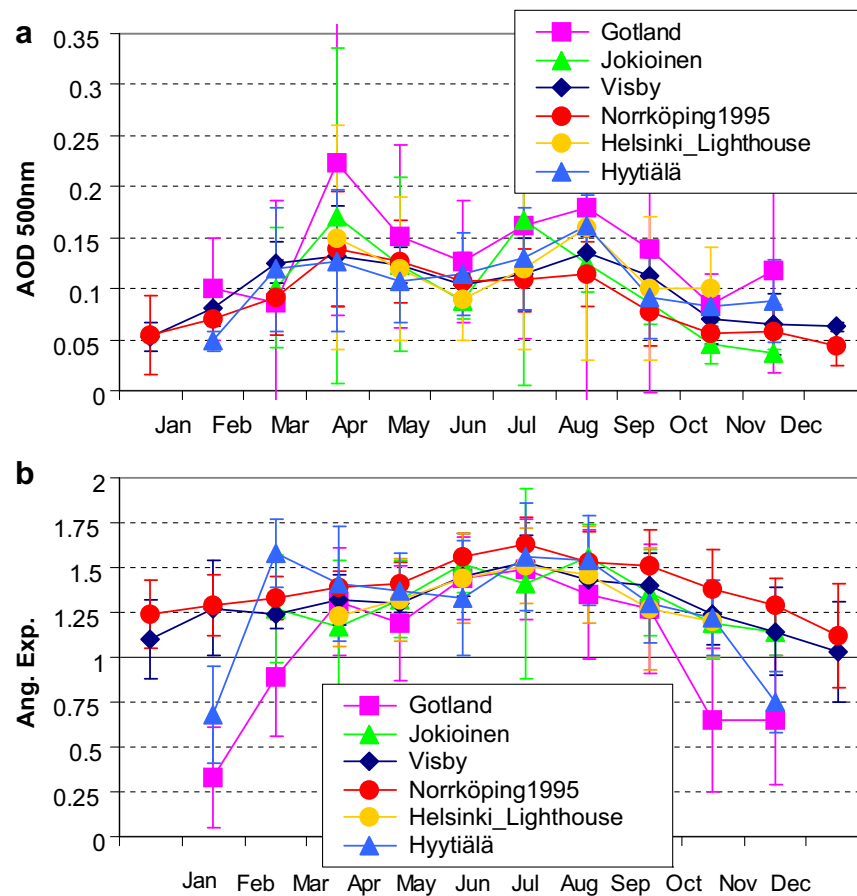 a
0.35
0.3
0.25
0.2
0.15
0.1
0.05
0
AOD 500nm
Gotland
Jokioinen
Visby
Norrköping1995
Helsinki_Lighthouse
Hyytiälä
Jan Feb Mar Apr May Jun Jul Aug Sep Oct Nov Dec
b
2
1.75
1.5
1.25
1
0.75
0.5
0.25
0
Ang. Exp.
Gotland
Jokioinen
Visby
Norrköping1995
Helsinki_Lighthouse
Hyytiälä
Jan Feb Mar Apr May Jun Jul Aug Sep Oct Nov Dec